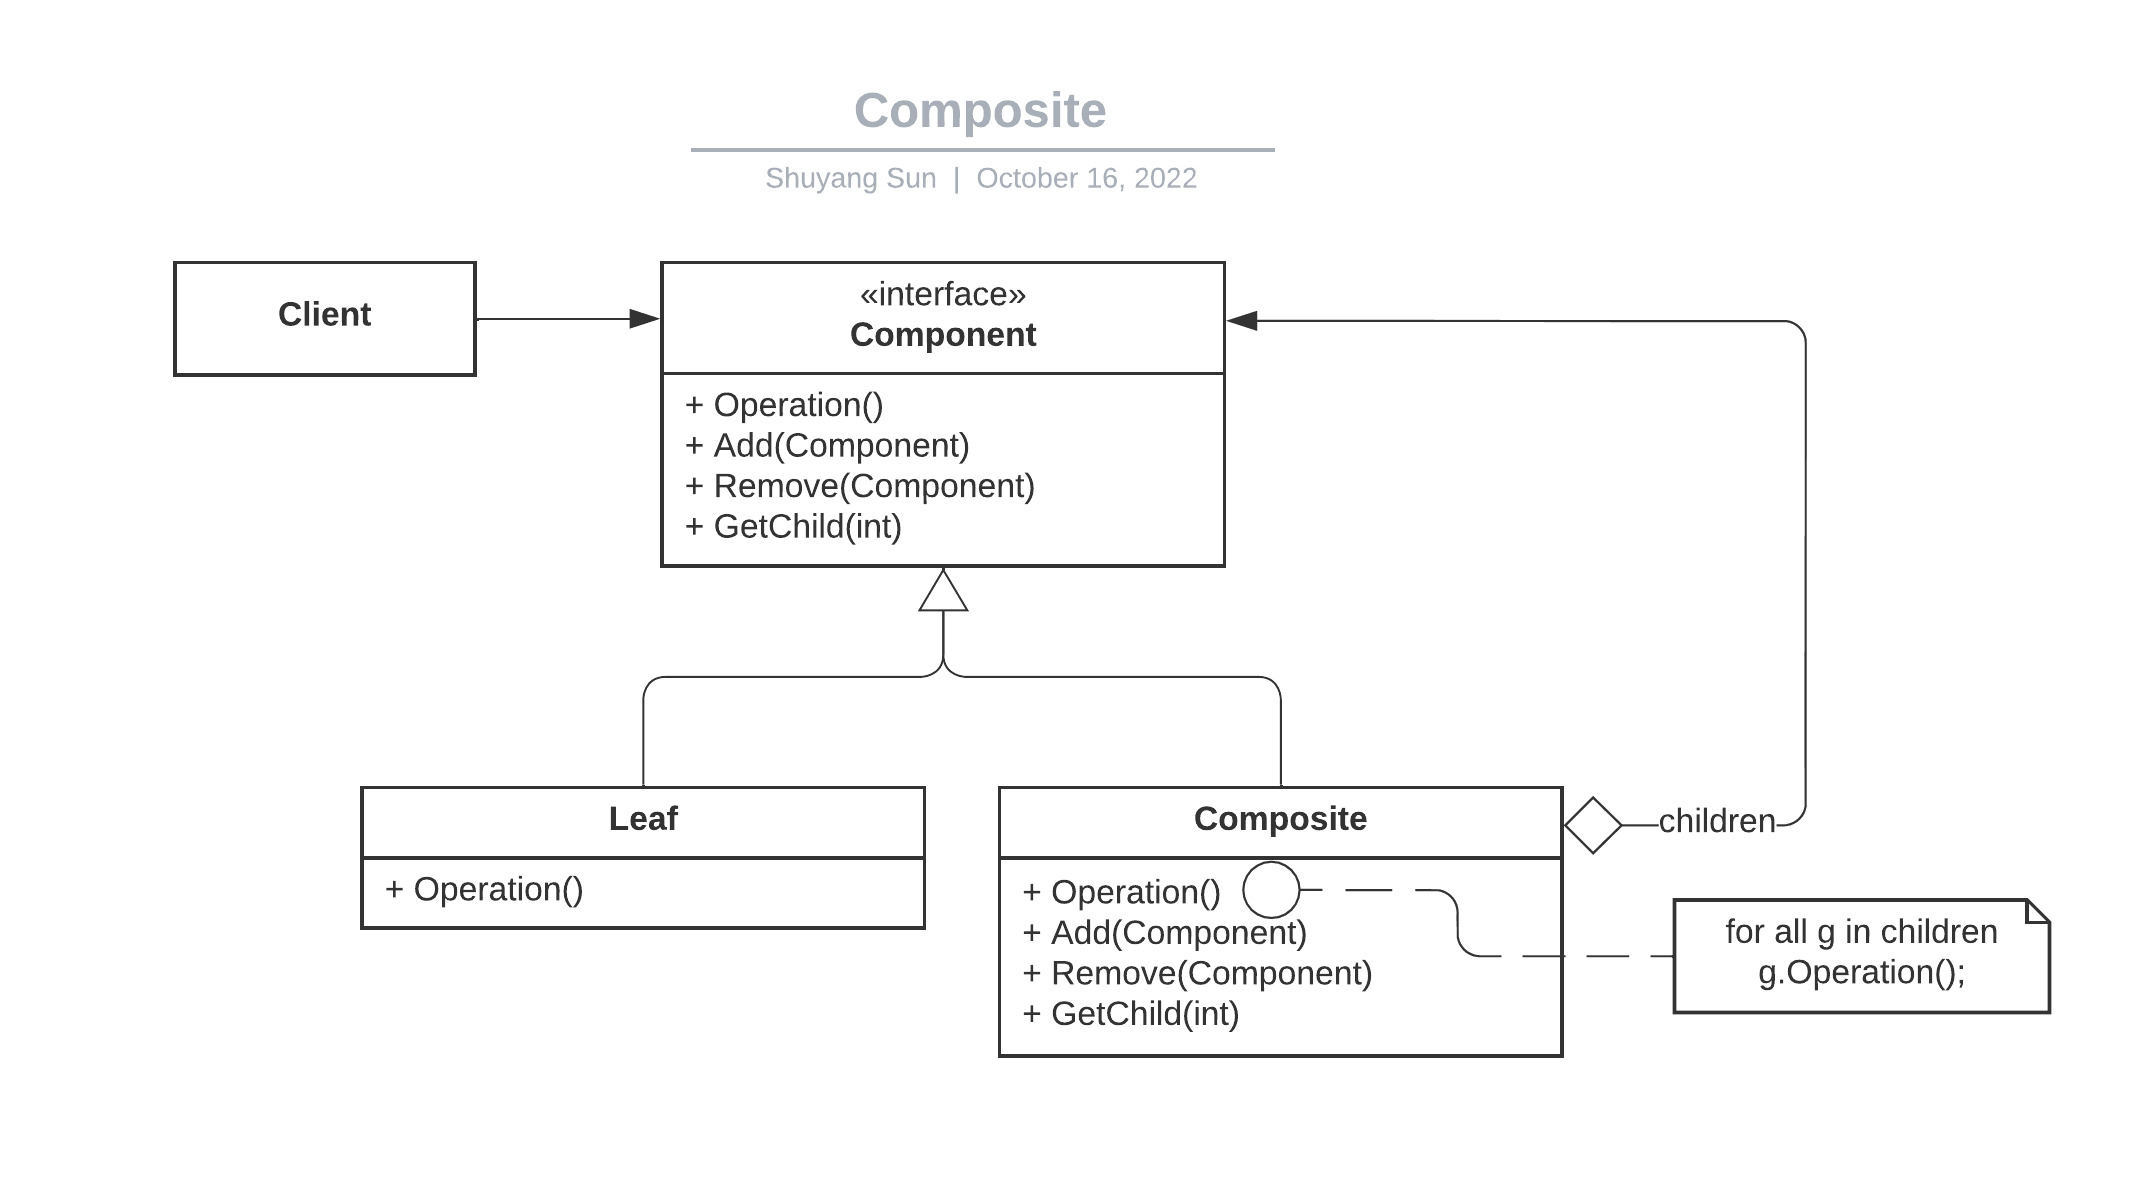 Composite
Shuyang Sun | October 16, 2022
Client
«interface»
Component
+ Operation()
+ Add(Component)
+ Remove(Component)
+ GetChild(int)
Leaf
+ Operation()
Composite
+ Operation()
+ Add(Component)
+ Remove(Component)
+ GetChild(int)
children
for all g in children
g.Operation();